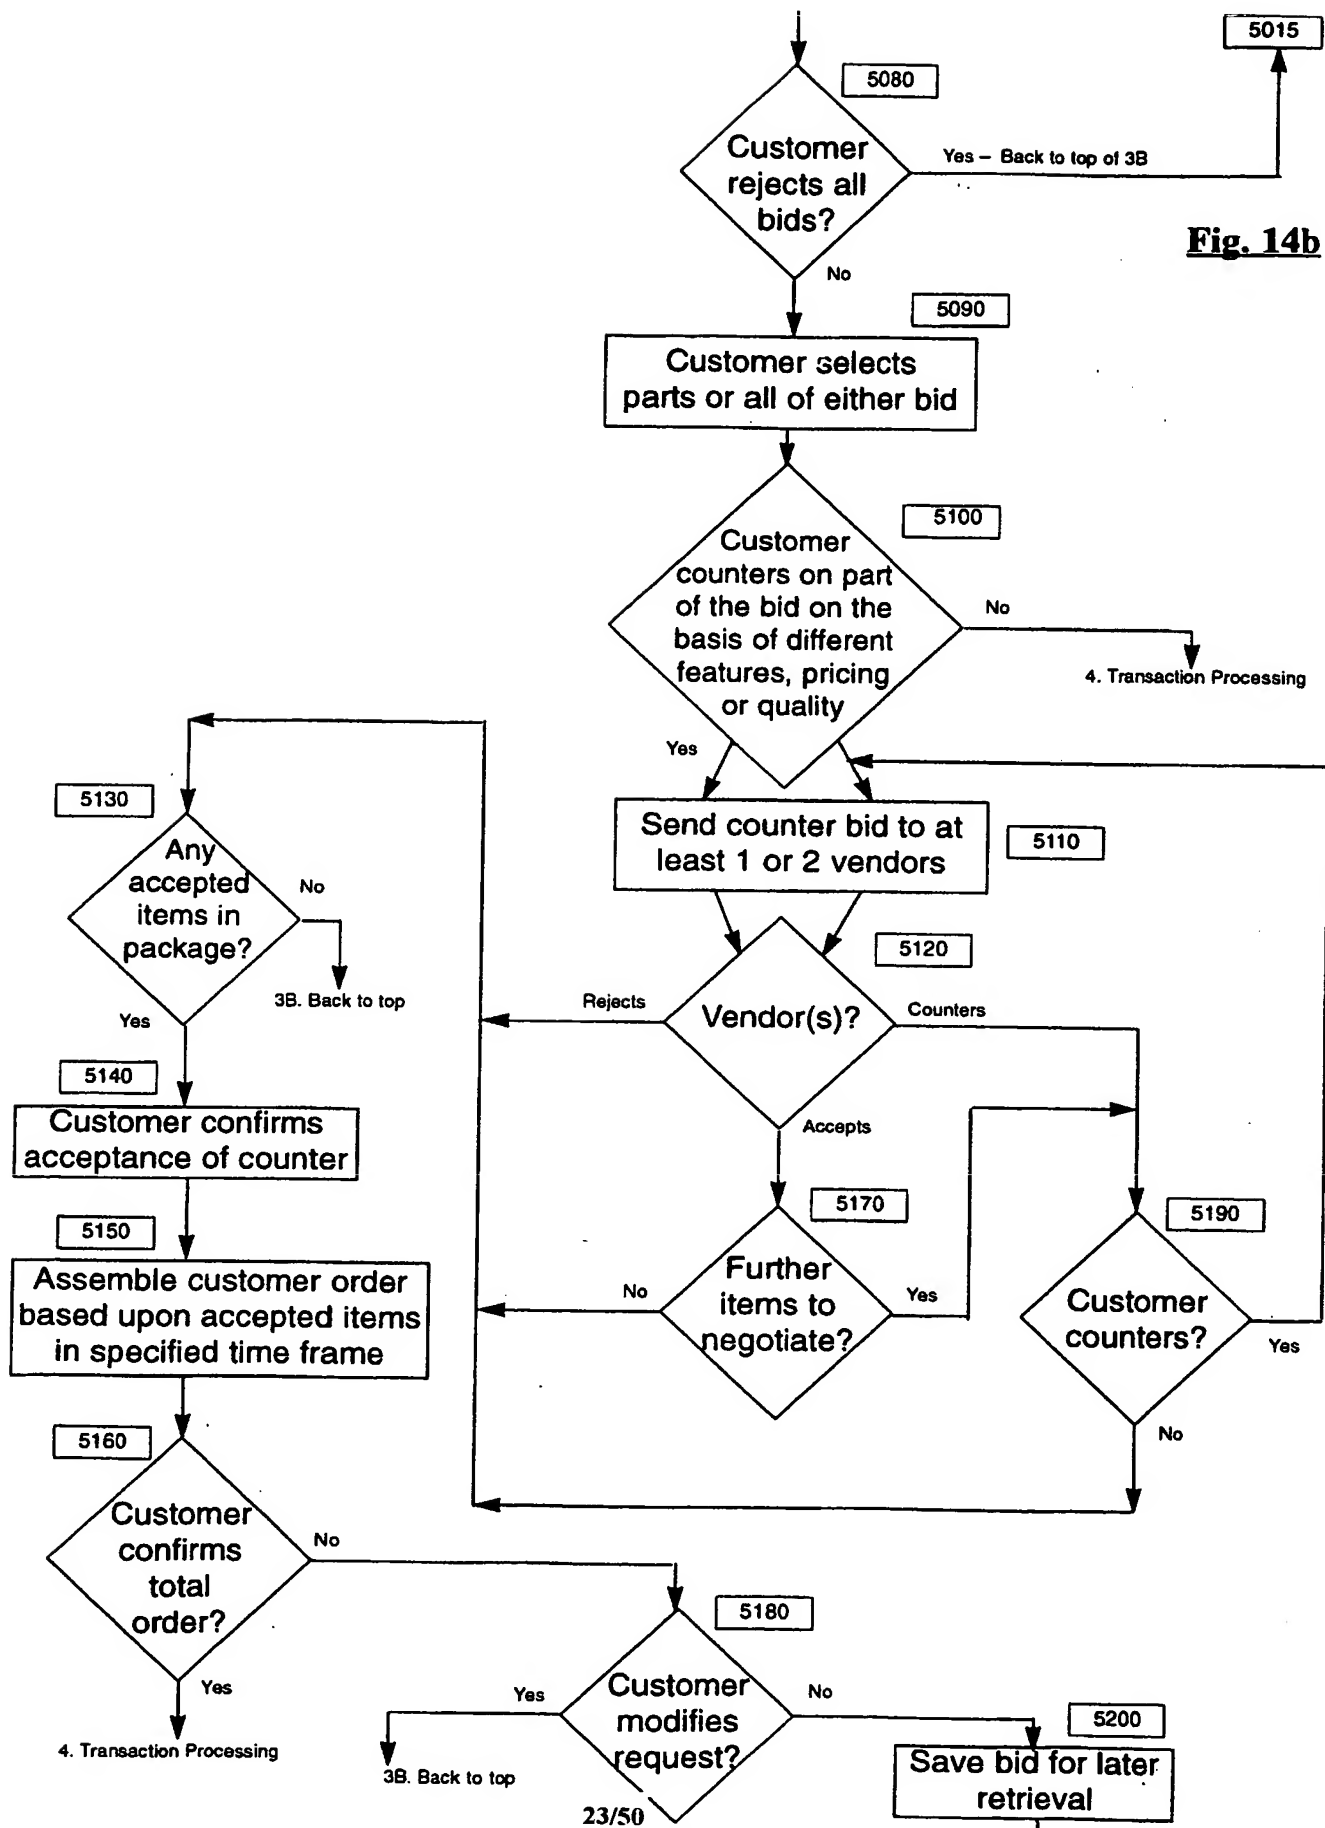 5015
5080
Customer
rejects all
bids?
Yes – Back to top of 3B
Fig. 14b
No
5090
Customer selects
parts or all of either bid
5100
Customer
counters on part
of the bid on the
basis of different
features, pricing
or quality
No
4. Transaction Processing
Yes
5130
Any
accepted
items in
package?
No
3B. Back to top
Yes
Send counter bid to at
least 1 or 2 vendors
5110
5120
Vendor(s)?
Rejects
Counters
Accepts
5140
Customer confirms
acceptance of counter
5150
Assemble customer order
based upon accepted items
in specified time frame
5170
Further
items to
negotiate?
No
Yes
5190
Customer
counters?
Yes
No
5160
Customer
confirms
total
order?
No
Yes
4. Transaction Processing
5180
Customer
modifies
request?
Yes
No
3B. Back to top
5200
Save bid for later
retrieval
23/50